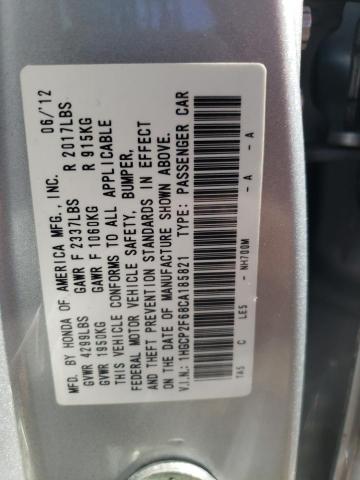 MFD. BY HONDA OF AMERICA MFG., INC. 06/'12
GVWR 4299LBS GAWR F 2337LBS R 2017LBS
GVWR 1950KG GAWR F 1060KG R 915KG
THIS VEHICLE CONFORMS TO ALL APPLICABLE
FEDERAL MOTOR VEHICLE SAFETY, BUMPER,
AND THEFT PREVENTION STANDARDS IN EFFECT
ON THE DATE OF MANUFACTURE SHOWN ABOVE.
V.I.N.: 1HGCP2F68CA185821 TYPE: PASSENGER CAR
TA5 C LE5 - NH700M - A - A